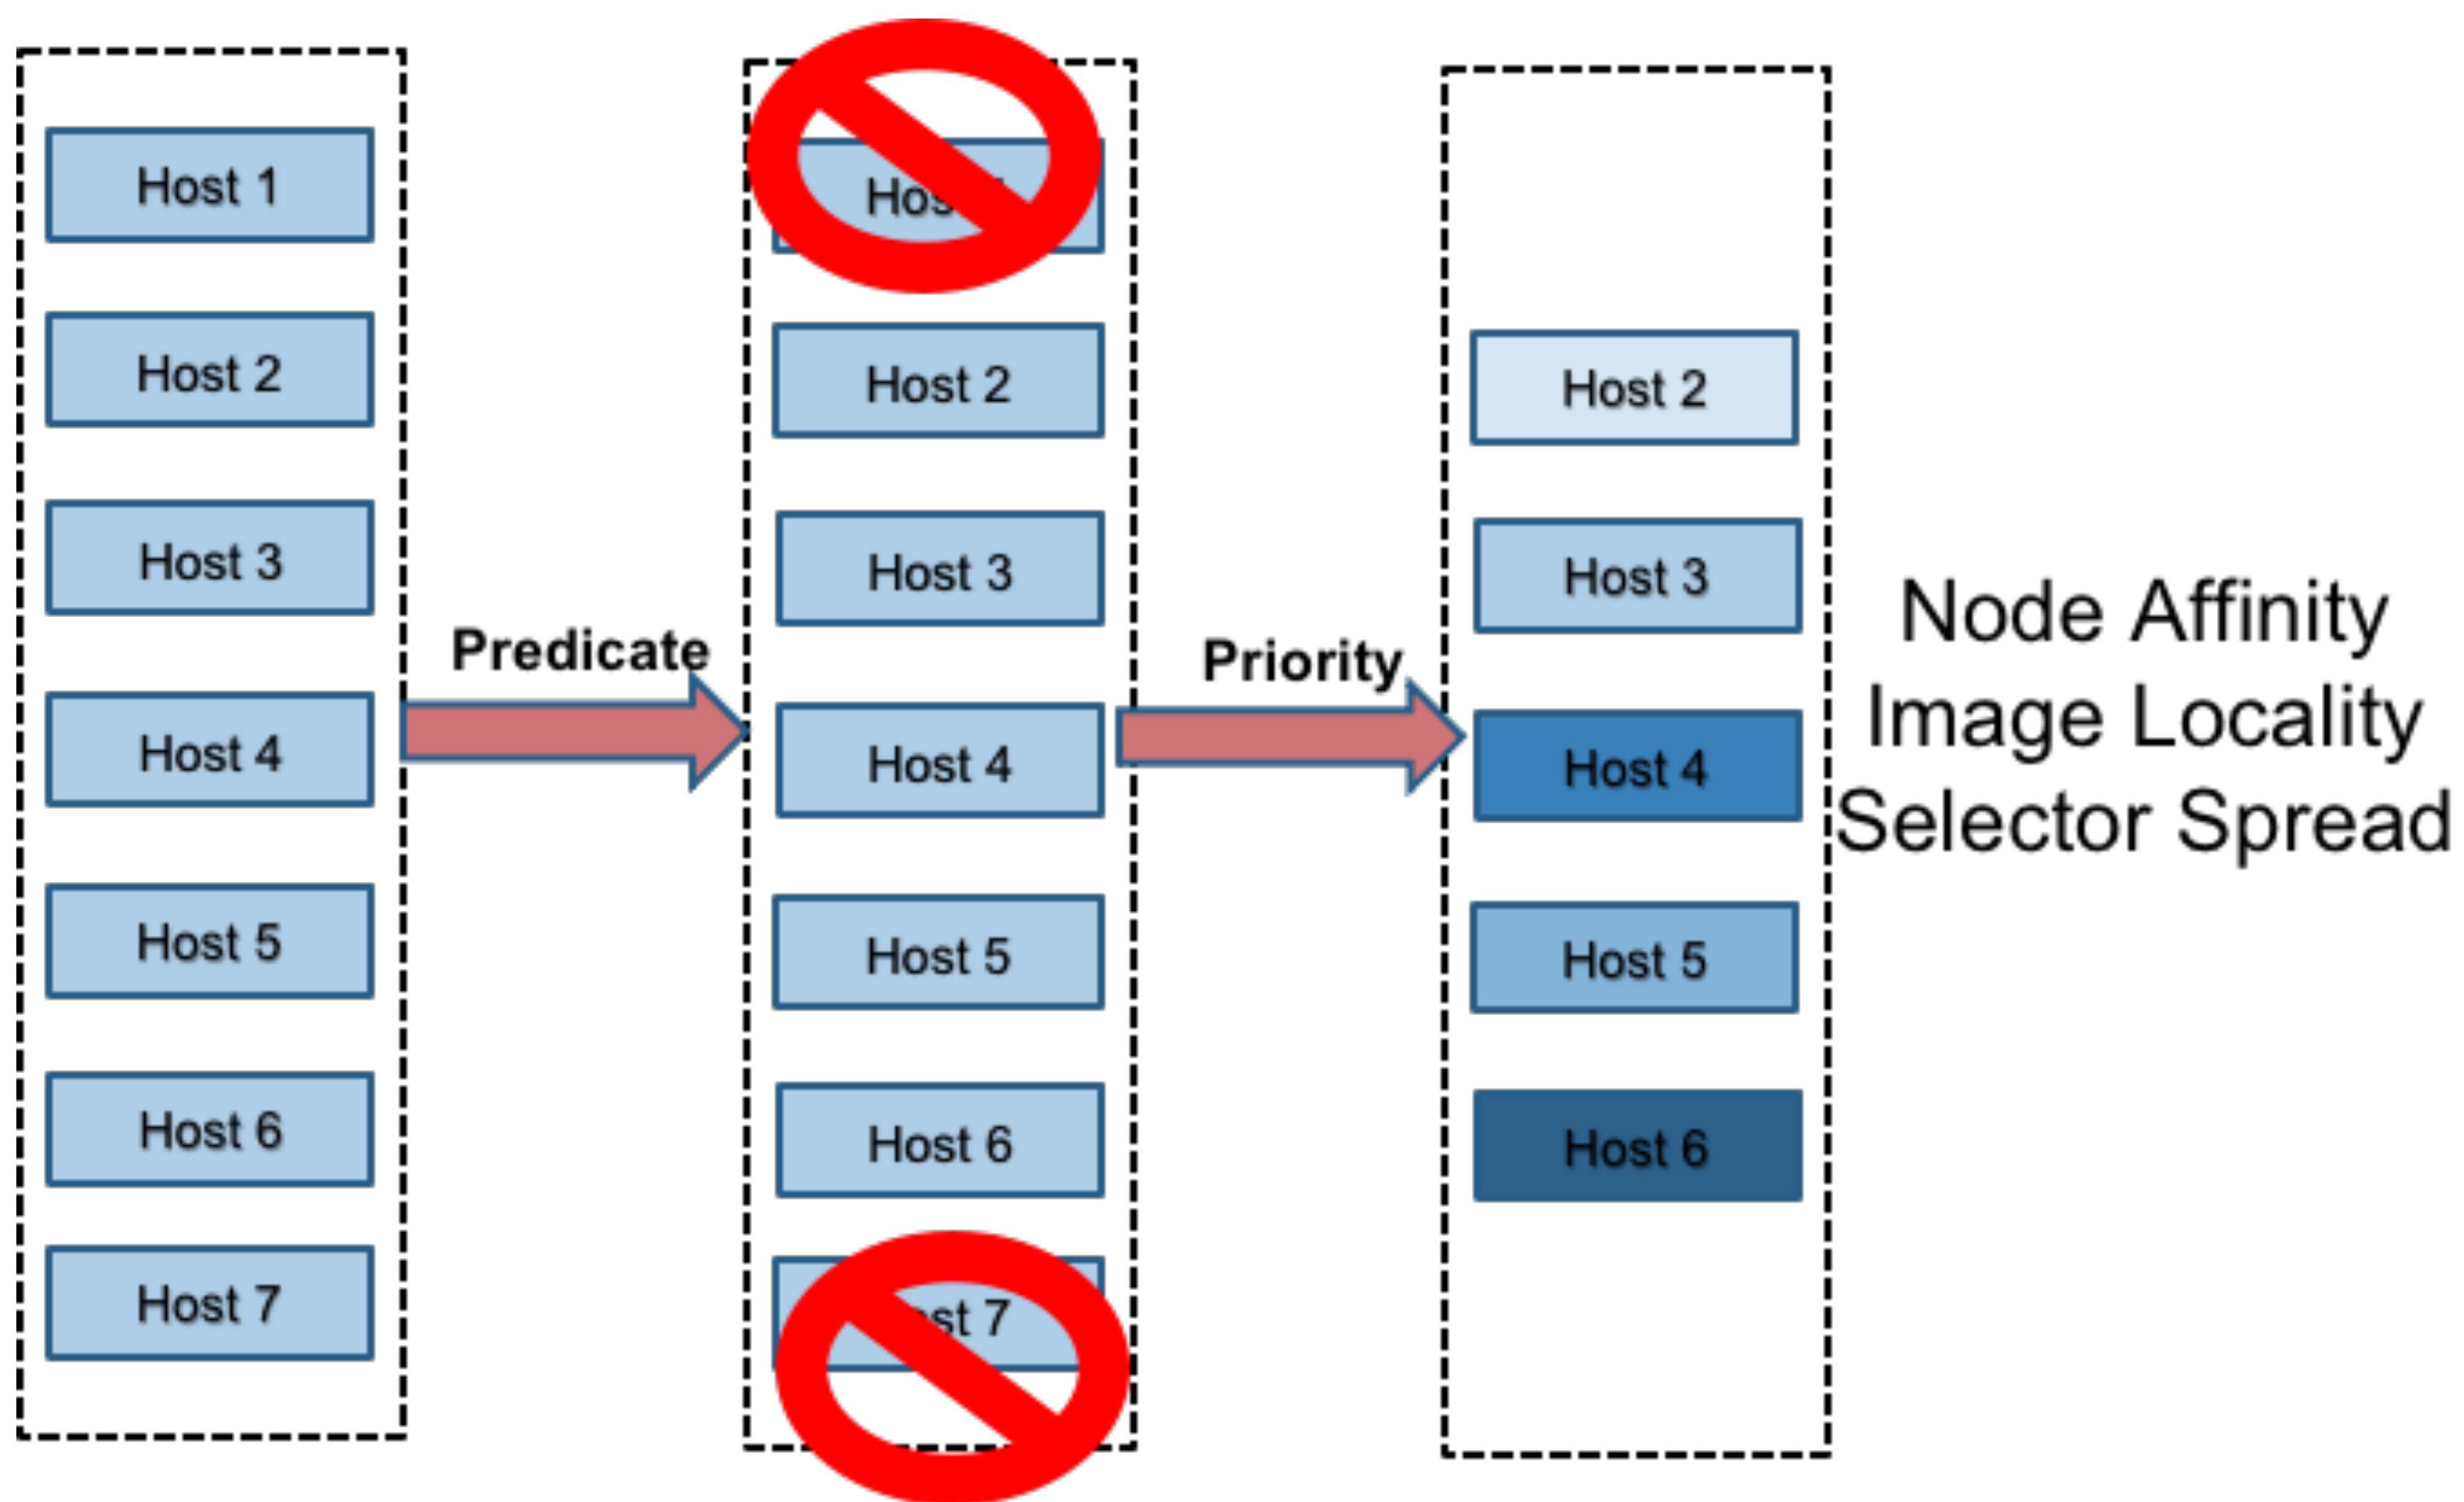 Host 1
Host 2
Host 3
Host 4
Host 5
Host 6
Host 7
Predicate
Host 2
Host 3
Host 4
Host 5
Host 6
Priority
Host 2
Host 3
Host 4
Host 5
Host 6
Node Affinity
Image Locality
Selector Spread